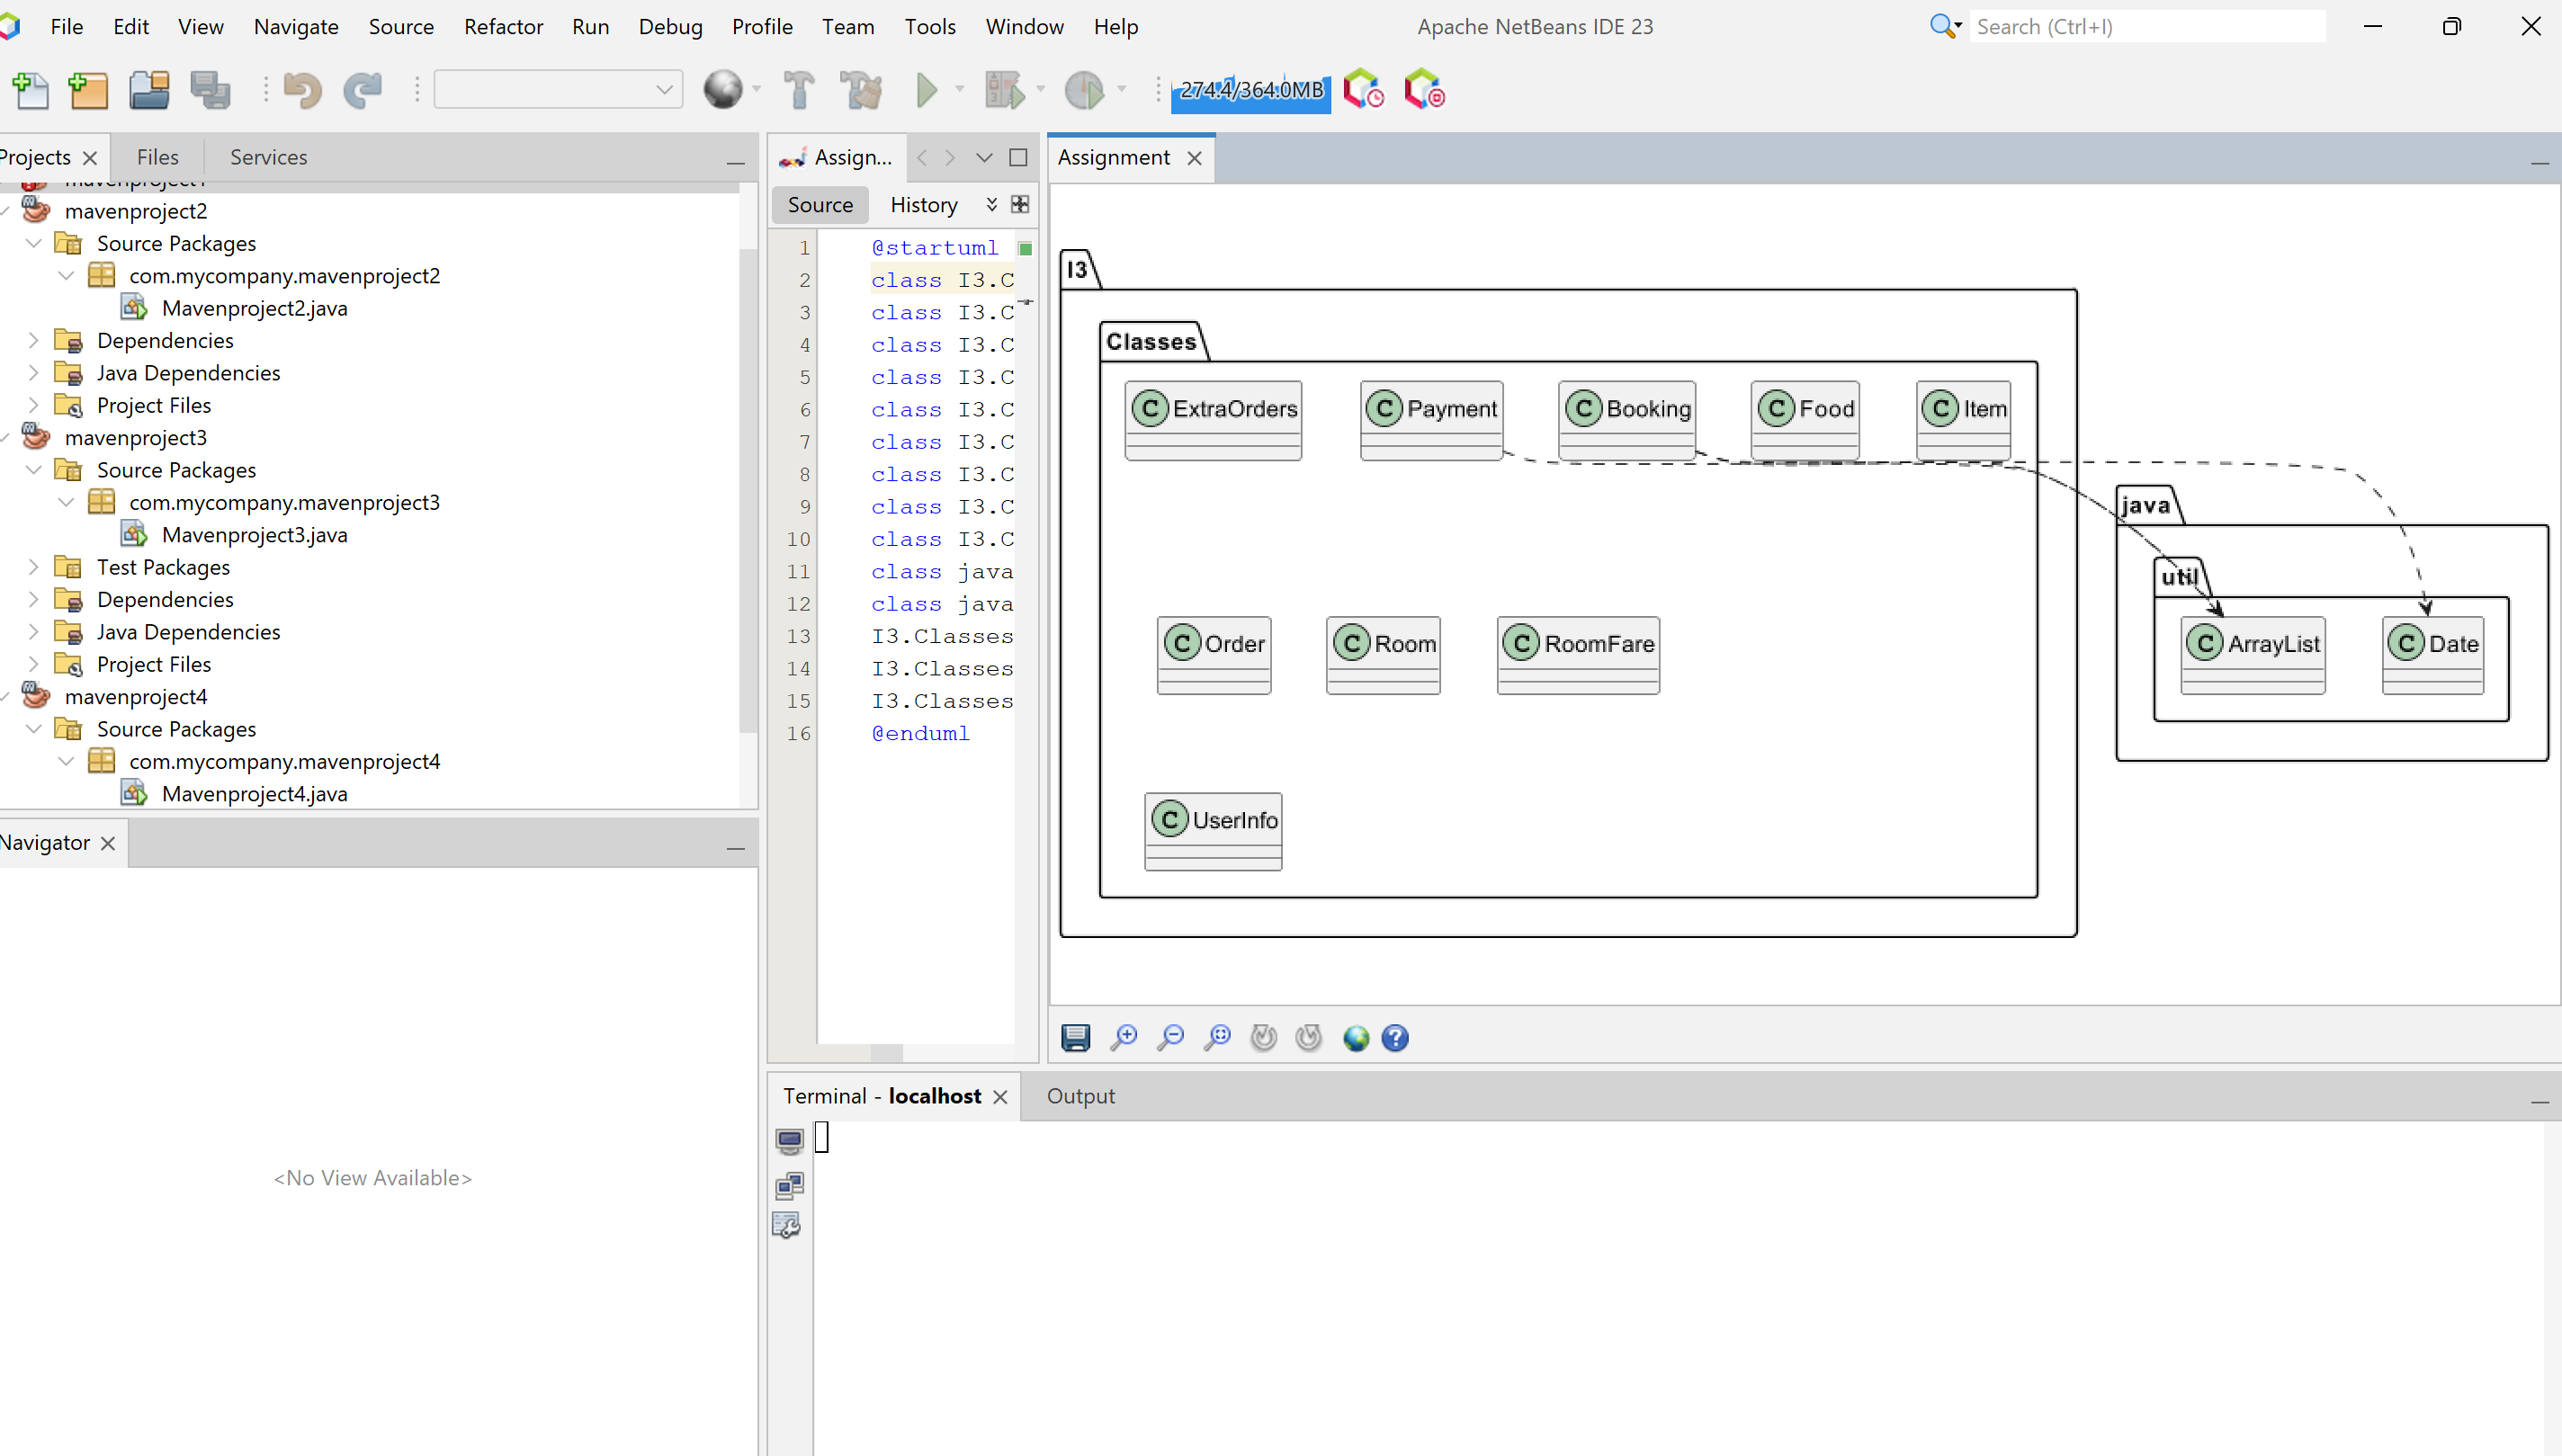 File Edit View Navigate Source Refactor Run Debug Profile Team Tools Window Help
Apache NetBeans IDE 23
Search (Ctrl+I)
274.4/364.0MB
Projects Files Services
mavenproject1
mavenproject2
Source Packages
com.mycompany.mavenproject2
Mavenproject2.java
Dependencies
Java Dependencies
Project Files
mavenproject3
Source Packages
com.mycompany.mavenproject3
Mavenproject3.java
Test Packages
Dependencies
Java Dependencies
Project Files
mavenproject4
Source Packages
com.mycompany.mavenproject4
Mavenproject4.java
Navigator
<No View Available>
Assign...
Source History
1 @startuml
2 class I3.C
3 class I3.C
4 class I3.C
5 class I3.C
6 class I3.C
7 class I3.C
8 class I3.C
9 class I3.C
10 class I3.C
11 class java
12 class java
13 I3.Classes
14 I3.Classes
15 I3.Classes
16 @enduml
Assignment
I3
Classes
C ExtraOrders C Payment C Booking C Food C Item
java
util
C Order C Room C RoomFare C ArrayList C Date
C UserInfo
Terminal - localhost Output